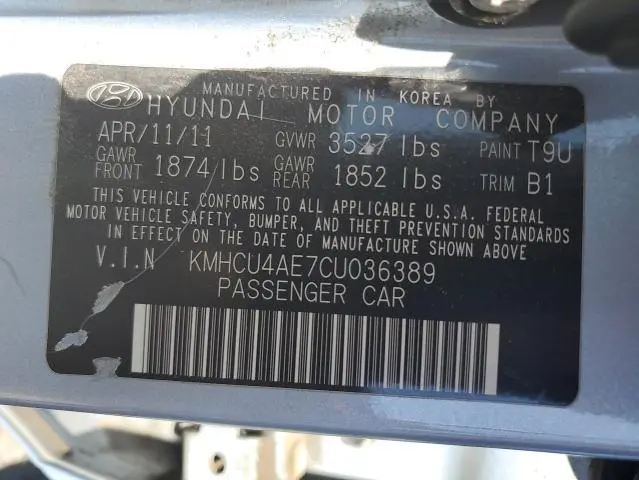 MANUFACTURED IN KOREA BY
HYUNDAI MOTOR COMPANY
APR/11/11 GVWR 3527 lbs PAINT T9U
GAWR FRONT 1874 lbs GAWR REAR 1852 lbs TRIM B1
THIS VEHICLE CONFORMS TO ALL APPLICABLE U.S.A. FEDERAL
MOTOR VEHICLE SAFETY, BUMPER, AND THEFT PREVENTION STANDARDS
IN EFFECT ON THE DATE OF MANUFACTURE SHOWN ABOVE
V.I.N KMHCU4AE7CU036389
PASSENGER CAR